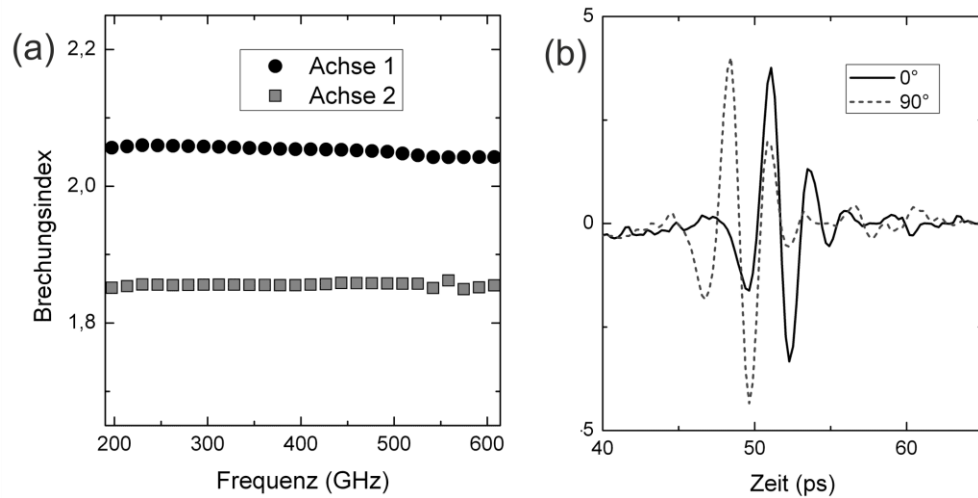 (a)
Brechungsindex
2,2
2,0
1,8
Achse 1
Achse 2
200 300 400 500 600
Frequenz (GHz)
(b)
5
0
-5
0°
90°
40 50 60
Zeit (ps)